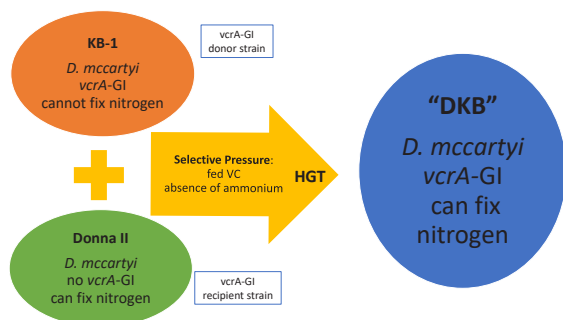 KB-1
D. mccartyi
vcrA-GI
cannot fix nitrogen
vcrA-GI
donor strain
Selective Pressure:
fed VC
absence of ammonium
HGT
Donna II
D. mccartyi
no vcrA-GI
can fix nitrogen
vcrA-GI
recipient strain
“DKB”
D. mccartyi
vcrA-GI
can fix
nitrogen